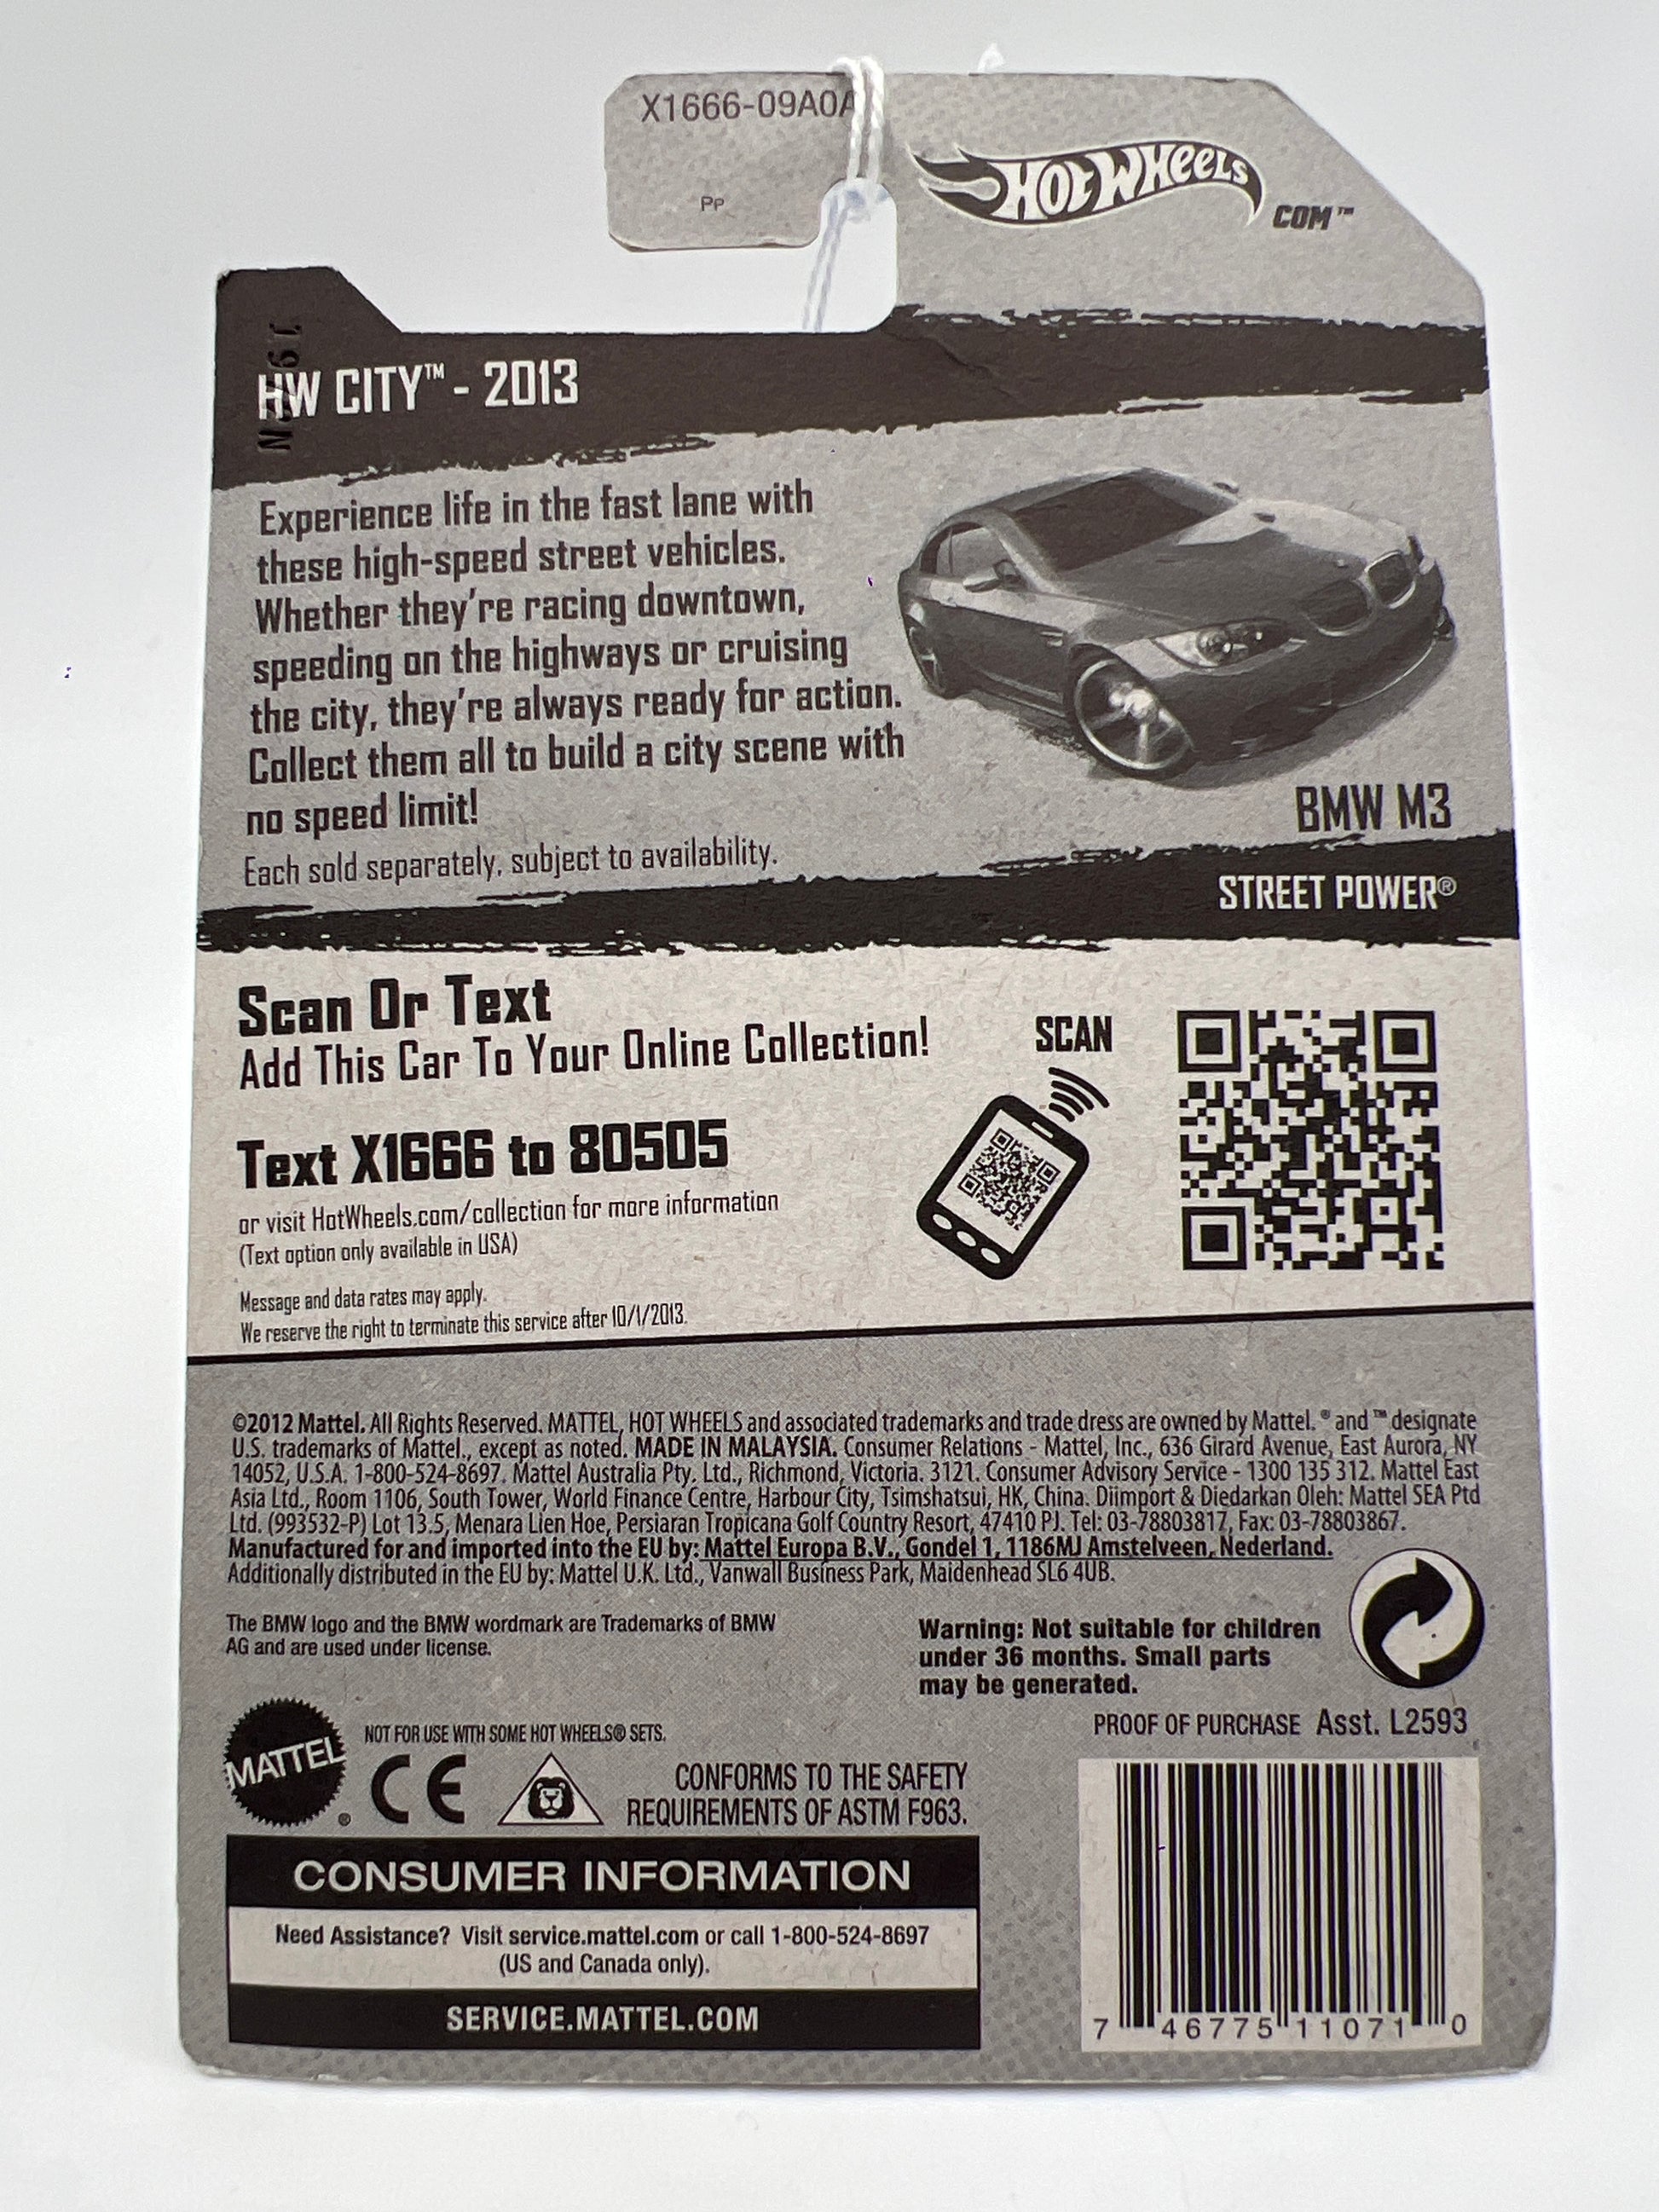 X1666-09A0A
Pp
HOT WHEELS
COM™
HW CITY™ - 2013
Experience life in the fast lane with
these high-speed street vehicles.
Whether they're racing downtown,
speeding on the highways or cruising
the city, they're always ready for action.
Collect them all to build a city scene with
no speed limit!
Each sold separately, subject to availability.
BMW M3
STREET POWER®
Scan Or Text
Add This Car To Your Online Collection!
SCAN
Text X1666 to 80505
or visit HotWheels.com/collection for more information
(Text option only available in USA)
Message and data rates may apply.
We reserve the right to terminate this service after 10/1/2013.
©2012 Mattel. All Rights Reserved. MATTEL, HOT WHEELS and associated trademarks and trade dress are owned by Mattel. ® and ™ designate
U.S. trademarks of Mattel., except as noted. MADE IN MALAYSIA. Consumer Relations - Mattel, Inc., 636 Girard Avenue, East Aurora, NY
14052, U.S.A. 1-800-524-8697. Mattel Australia Pty. Ltd., Richmond, Victoria. 3121. Consumer Advisory Service - 1300 135 312. Mattel East
Asia Ltd., Room 1106, South Tower, World Finance Centre, Harbour City, Tsimshatsui, HK, China. Diimport & Diedarkan Oleh: Mattel SEA Ptd
Ltd. (993532-P) Lot 13.5, Menara Lien Hoe, Persiaran Tropicana Golf Country Resort, 47410 PJ. Tel: 03-78803817, Fax: 03-78803867.
Manufactured for and imported into the EU by: Mattel Europa B.V., Gondel 1, 1186MJ Amstelveen, Nederland.
Additionally distributed in the EU by: Mattel U.K. Ltd., Vanwall Business Park, Maidenhead SL6 4UB.
The BMW logo and the BMW wordmark are Trademarks of BMW
AG and are used under license.
Warning: Not suitable for children
under 36 months. Small parts
may be generated.
PROOF OF PURCHASE Asst. L2593
MATTEL®
NOT FOR USE WITH SOME HOT WHEELS® SETS.
CE
CONFORMS TO THE SAFETY
REQUIREMENTS OF ASTM F963.
CONSUMER INFORMATION
Need Assistance? Visit service.mattel.com or call 1-800-524-8697
(US and Canada only).
SERVICE.MATTEL.COM
7 46775 11071 0